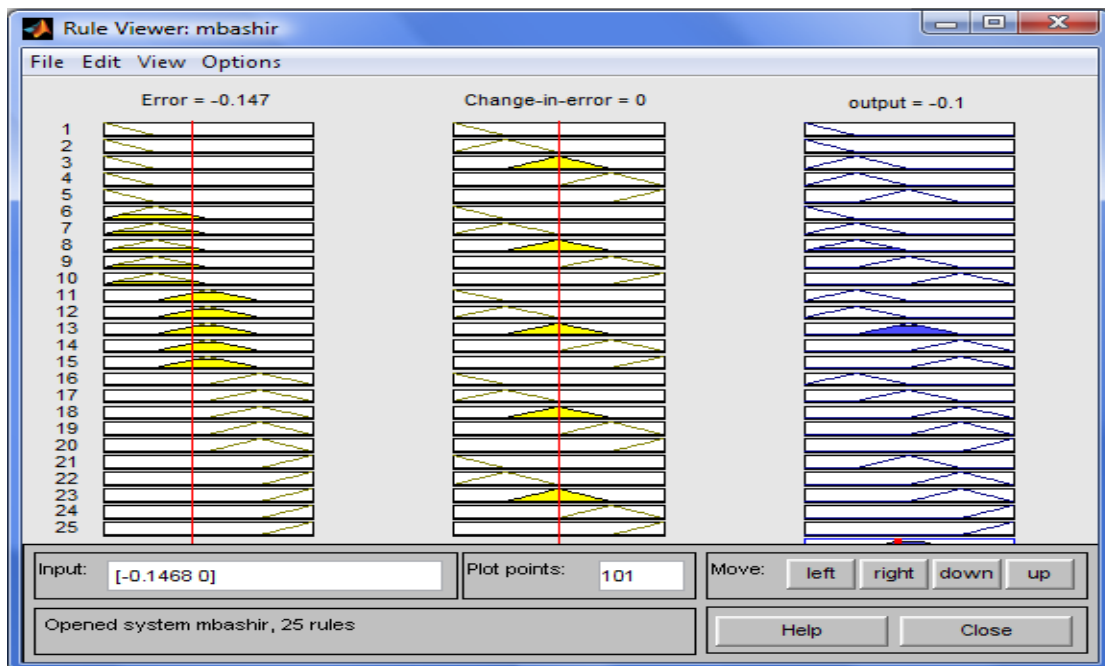 Rule Viewer: mbashir
File Edit View Options
Error = -0.147
Change-in-error = 0
output = -0.1
1
2
3
4
5
6
7
8
9
10
11
12
13
14
15
16
17
18
19
20
21
22
23
24
25
Input: [-0.1468 0]
Plot points: 101
Move: left right down up
Opened system mbashir, 25 rules
Help Close